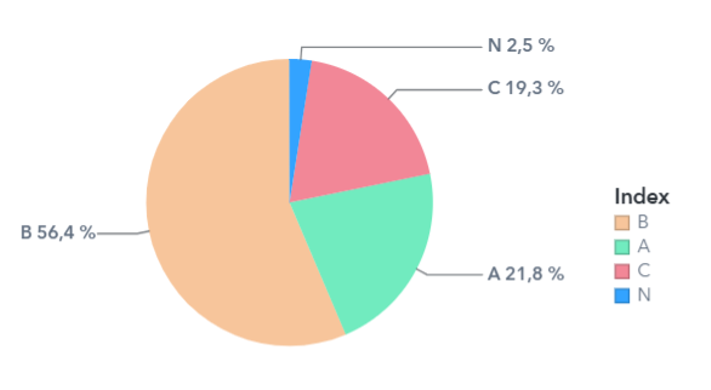 N 2,5 %
C 19,3 %
B 56,4 %
A 21,8 %
Index
B
A
C
N